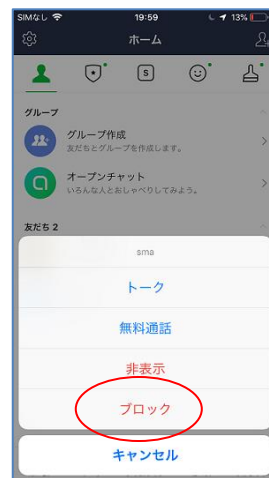 SIMなし 19:59 13%
ホーム
グループ
グループ作成
友だちとグループを作成します。
オープンチャット
いろんな人とおしゃべりしてみよう。
友だち 2
sma
トーク
無料通話
非表示
ブロック
キャンセル